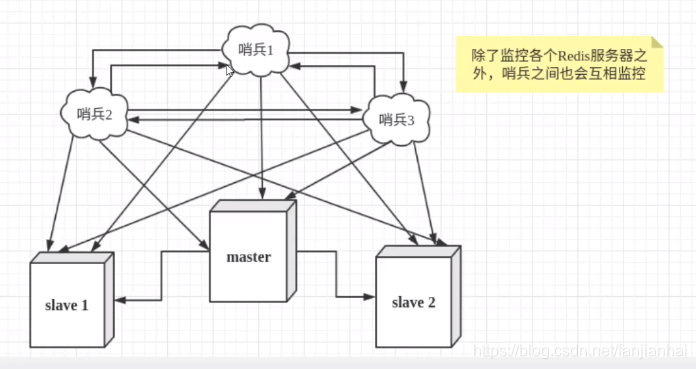 哨兵1
除了监控各个Redis服务器之
外，哨兵之间也会互相监控
哨兵2
哨兵3
master
slave 1
slave 2
https://blog.csdn.net/fanjianhai